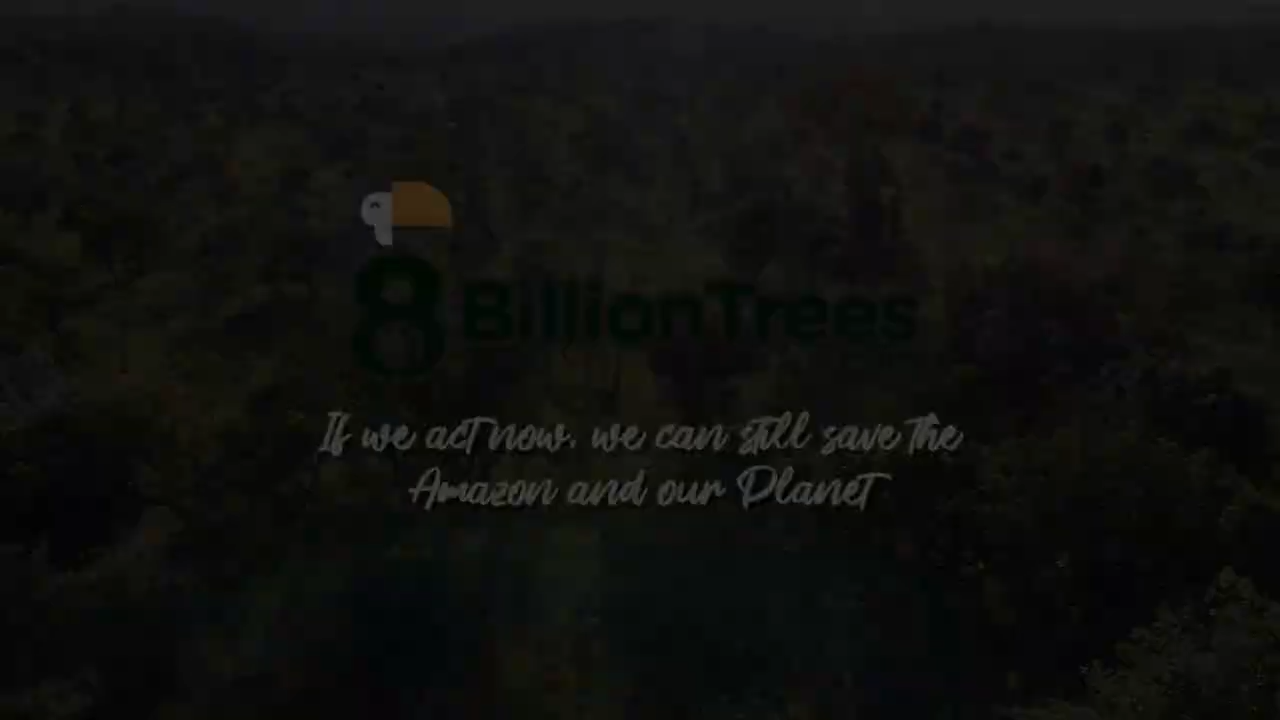 8 Billion Trees
If we act now, we can still save the
Amazon and our Planet